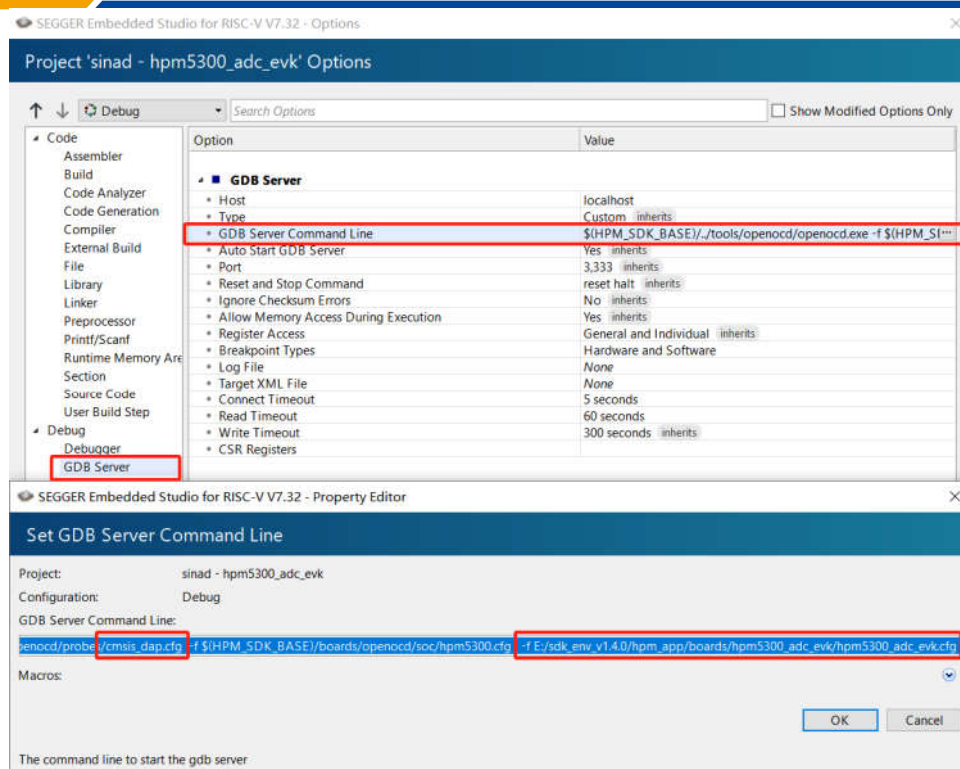 SEGGER Embedded Studio for RISC-V V7.32 - Options
Project 'sinad - hpm5300_adc_evk' Options
Debug Search Options Show Modified Options Only
Code
Assembler
Build
Code Analyzer
Code Generation
Compiler
External Build
File
Library
Linker
Preprocessor
Printf/Scanf
Runtime Memory Are
Section
Source Code
User Build Step
Debug
Debugger
GDB Server
Option Value
GDB Server
Host localhost
Type Custom inherits
GDB Server Command Line $(HPM_SDK_BASE)/../tools/openocd/openocd.exe -f $(HPM_S[···
Auto Start GDB Server Yes inherits
Port 3,333 inherits
Reset and Stop Command reset halt inherits
Ignore Checksum Errors No inherits
Allow Memory Access During Execution Yes inherits
Register Access General and Individual inherits
Breakpoint Types Hardware and Software
Log File None
Target XML File None
Connect Timeout 5 seconds
Read Timeout 60 seconds
Write Timeout 300 seconds inherits
CSR Registers
SEGGER Embedded Studio for RISC-V V7.32 - Property Editor
Set GDB Server Command Line
Project: sinad - hpm5300_adc_evk
Configuration: Debug
GDB Server Command Line:
penocd/probes/cmsis_dap.cfg -f $(HPM_SDK_BASE)/boards/openocd/soc/hpm5300.cfg -f E:/sdk_env_v1.4.0/hpm_app/boards/hpm5300_adc_evk/hpm5300_adc_evk.cfg
Macros:
OK Cancel
The command line to start the gdb server